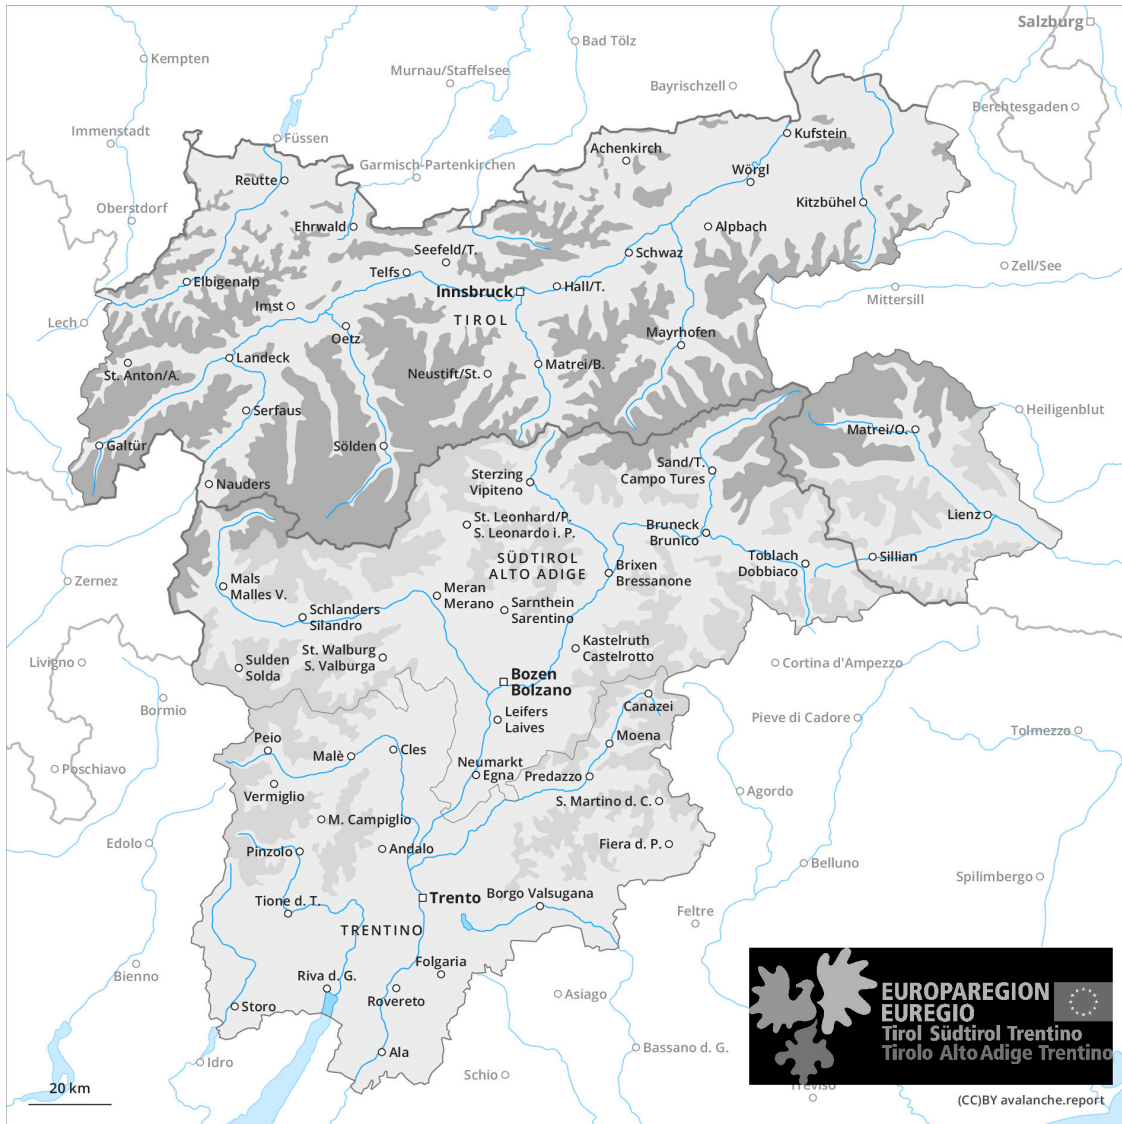 Salzburg
Bad Tölz
Kempten
Murnau/Staffelsee
Bayrischzell
Berchtesgaden
Immenstadt
Füssen
Kufstein
Achenkirch
Garmisch-Partenkirchen
Wörgl
Reutte
Oberstdorf
Kitzbühel
Ehrwald
Alpbach
Seefeld/T.
Schwaz
Zell/See
Telfs
Elbigenalp
Hall/T.
Innsbruck
Mittersill
Imst
TIROL
Lech
Oetz
Mayrhofen
Landeck
Matrei/B.
St. Anton/A.
Neustift/St.
Serfaus
Heiligenblut
Matrei/O.
Galtür
Sölden
Sand/T.
Campo Tures
Sterzing
Vipiteno
Nauders
Lienz
St. Leonhard/P.
S. Leonardo i. P.
Bruneck
Brunico
SÜDTIROL
ALTO ADIGE
Toblach
Dobbiaco
Sillian
Brixen
Bressanone
Zernez
Mals
Malles V.
Meran
Merano
Sarnthein
Sarentino
Schlanders
Silandro
Kastelruth
Castelrotto
St. Walburg
S. Valburga
Livigno
Sulden
Solda
Cortina d'Ampezzo
Bozen
Bolzano
Bormio
Canazei
Leifers
Laives
Pieve di Cadore
Tolmezzo
Peio
Moena
Cles
Malè
Neumarkt
Egna
Predazzo
Poschiavo
Vermiglio
Agordo
S. Martino d. C.
M. Campiglio
Edolo
Fiera d. P.
Pinzolo
Andalo
Belluno
Spilimbergo
Borgo Valsugana
Trento
Tione d. T.
Feltre
TRENTINO
Folgaria
Bienno
Riva d. G.
Rovereto
Asiago
Storo
EUROPAREGION
EUREGIO
Tirol Südtirol Trentino
Tirolo Alto Adige Trentino
Ala
Bassano d. G.
Idro
Schio
Treviso
20 km
(CC)BY avalanche.report